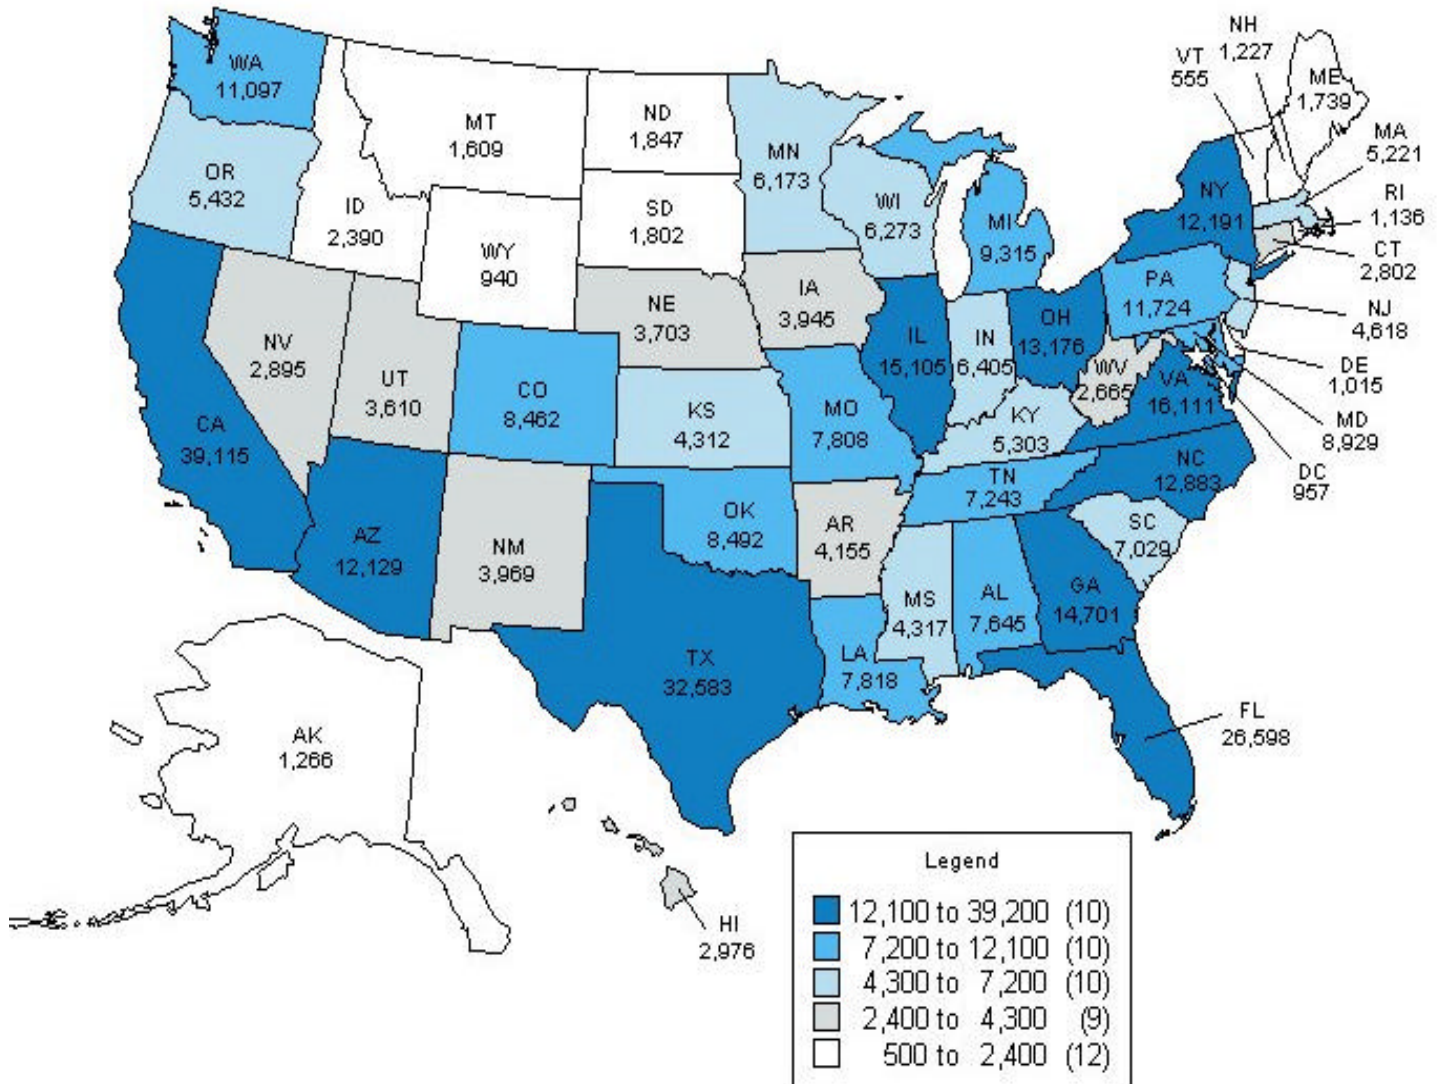 WA
11,097
OR
5,432
CA
39,115
ID
2,390
NV
2,895
MT
1,609
WY
940
UT
3,610
AZ
12,129
CO
8,462
NM
3,969
ND
1,847
SD
1,802
NE
3,703
KS
4,312
OK
8,492
TX
32,583
MN
6,173
IA
3,945
MO
7,808
AR
4,155
LA
7,818
WI
6,273
IL
15,105
MI
9,315
IN
6,405
OH
13,176
KY
5,303
TN
7,243
MS
4,317
AL
7,645
GA
14,701
FL
26,598
SC
7,029
NC
12,883
VA
16,111
WV
2,665
PA
11,724
NY
12,191
VT
555
NH
1,227
ME
1,739
MA
5,221
RI
1,136
CT
2,802
NJ
4,618
DE
1,015
MD
8,929
DC
957
AK
1,266
HI
2,976
Legend
12,100 to 39,200 (10)
7,200 to 12,100 (10)
4,300 to 7,200 (10)
2,400 to 4,300 (9)
500 to 2,400 (12)